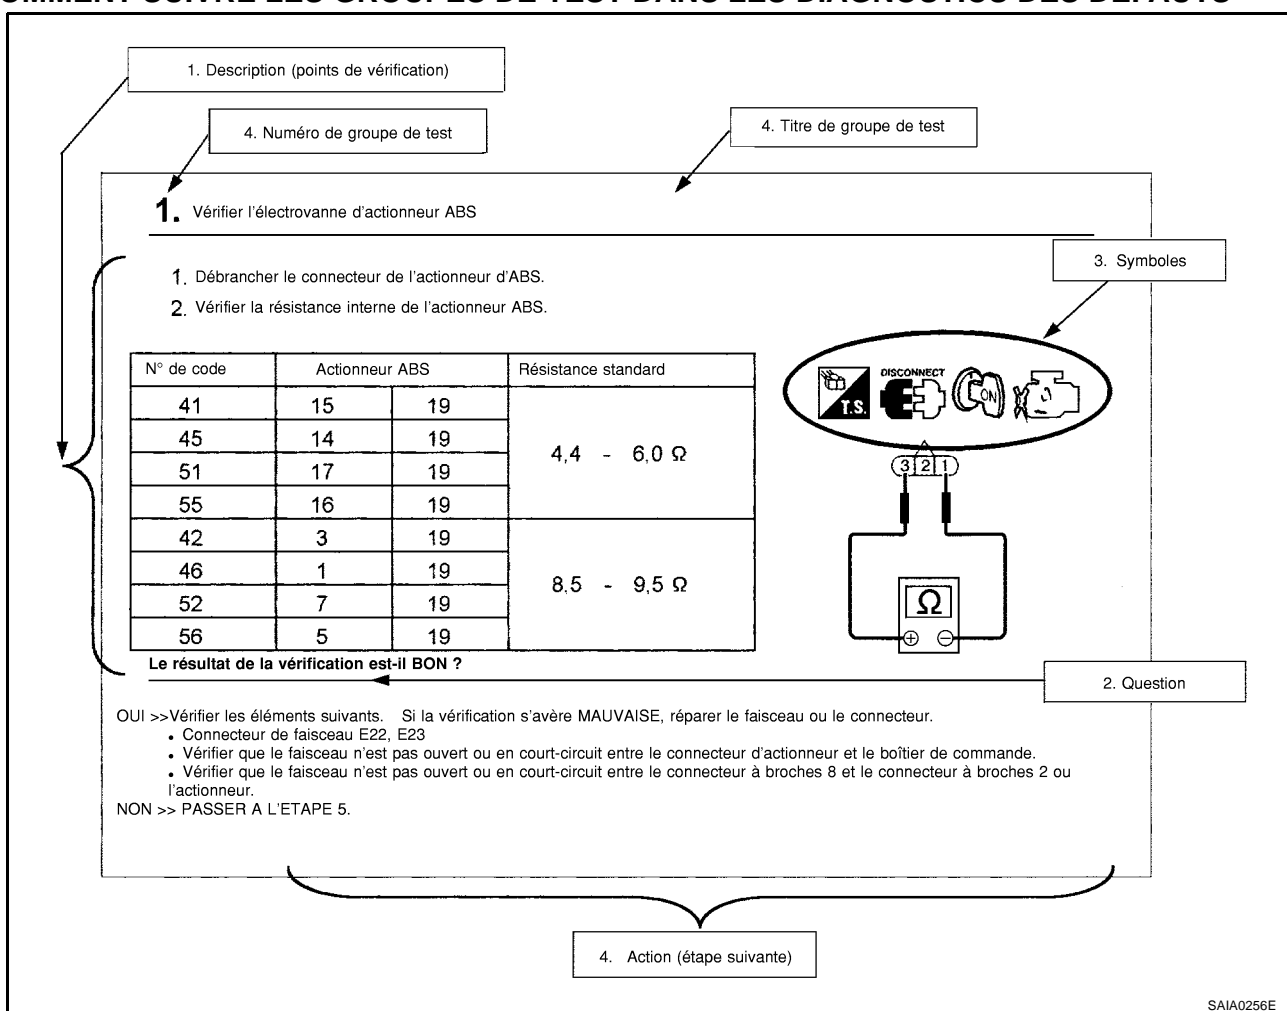 COMMENT SUIVRE LES GROUPES DE TEST DANS LES DIAGNOSTICS DES DEFAUTS
1. Description (points de vérification)
4. Numéro de groupe de test
4. Titre de groupe de test
1. Vérifier l'électrovanne d'actionneur ABS
3. Symboles
1. Débrancher le connecteur de l'actionneur d'ABS.
2. Vérifier la résistance interne de l'actionneur ABS.
N° de code Actionneur ABS Résistance standard
41 15 19
45 14 19
4,4 - 6,0 Ω
51 17 19
55 16 19
42 3 19
46 1 19
8,5 - 9,5 Ω
52 7 19
56 5 19
T.S.
DISCONNECT
ON
3 2 1
Ω
+ −
Le résultat de la vérification est-il BON ?
2. Question
OUI >>Vérifier les éléments suivants. Si la vérification s'avère MAUVAISE, réparer le faisceau ou le connecteur.
• Connecteur de faisceau E22, E23
• Vérifier que le faisceau n'est pas ouvert ou en court-circuit entre le connecteur d'actionneur et le boîtier de commande.
• Vérifier que le faisceau n'est pas ouvert ou en court-circuit entre le connecteur à broches 8 et le connecteur à broches 2 ou
l'actionneur.
NON >> PASSER A L'ETAPE 5.
4. Action (étape suivante)
SAIA0256E